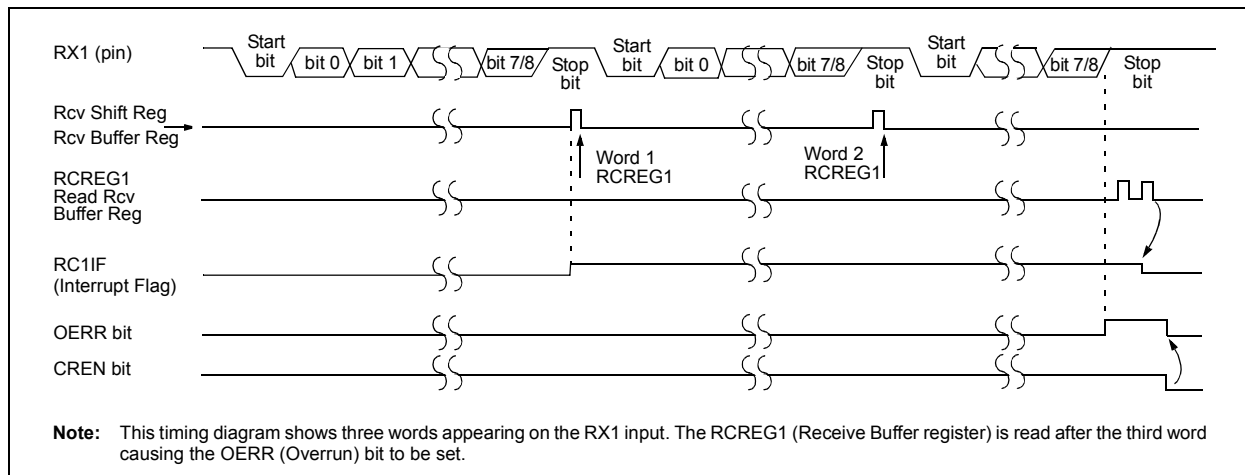 RX1 (pin)
Start bit
bit 0
bit 1
bit 7/8
Stop bit
Start bit
bit 0
bit 7/8
Stop bit
Start bit
bit 7/8
Stop bit
Rcv Shift Reg
Rcv Buffer Reg
Word 1
RCREG1
Word 2
RCREG1
RCREG1
Read Rcv
Buffer Reg
RC1IF
(Interrupt Flag)
OERR bit
CREN bit
Note: This timing diagram shows three words appearing on the RX1 input. The RCREG1 (Receive Buffer register) is read after the third word
causing the OERR (Overrun) bit to be set.